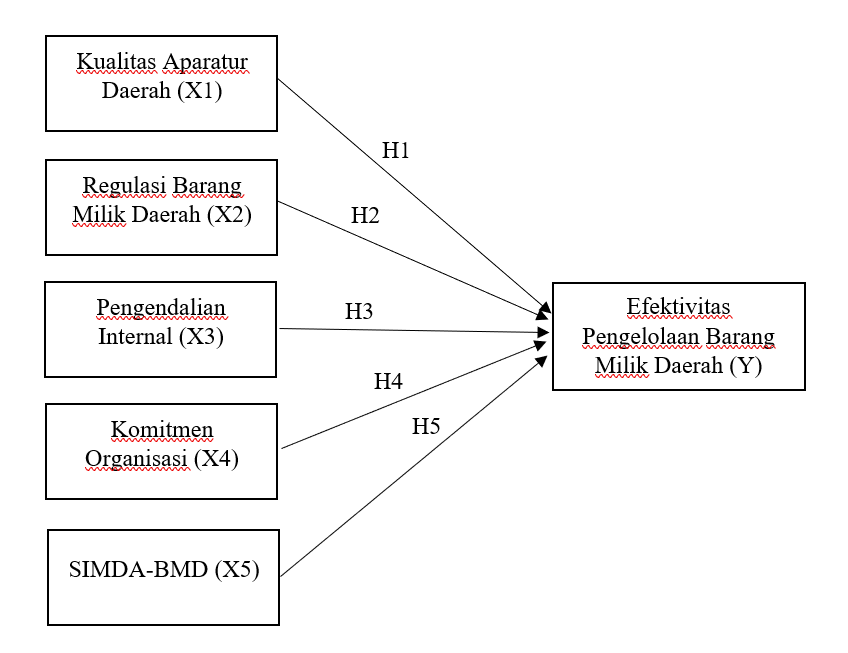 Kualitas Aparatur
Daerah (X1)
H1
Regulasi Barang
Milik Daerah (X2)
H2
Pengendalian
Internal (X3)
H3
Efektivitas
Pengelolaan Barang
Milik Daerah (Y)
Komitmen
Organisasi (X4)
H4
H5
SIMDA-BMD (X5)